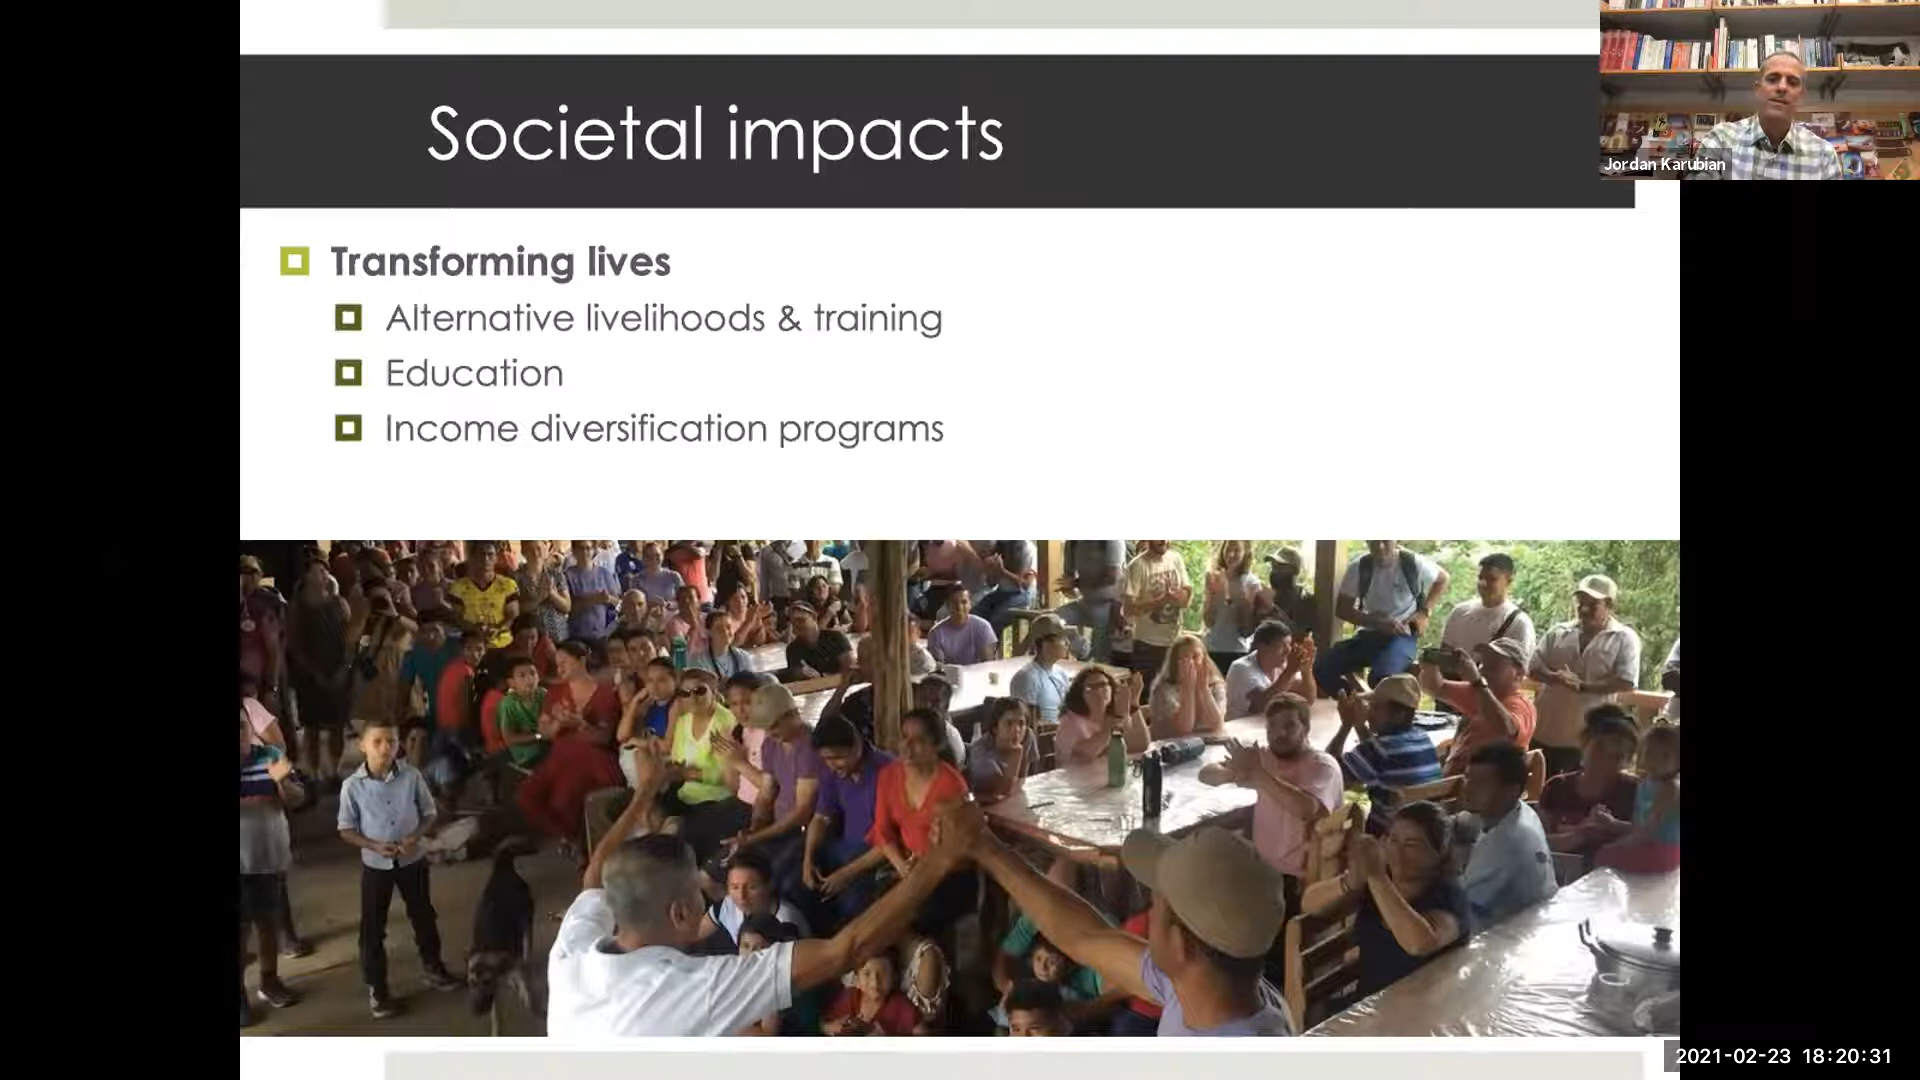 Societal impacts
Jordan Karubian
Transforming lives
Alternative livelihoods & training
Education
Income diversification programs
2021-02-23 18:20:31